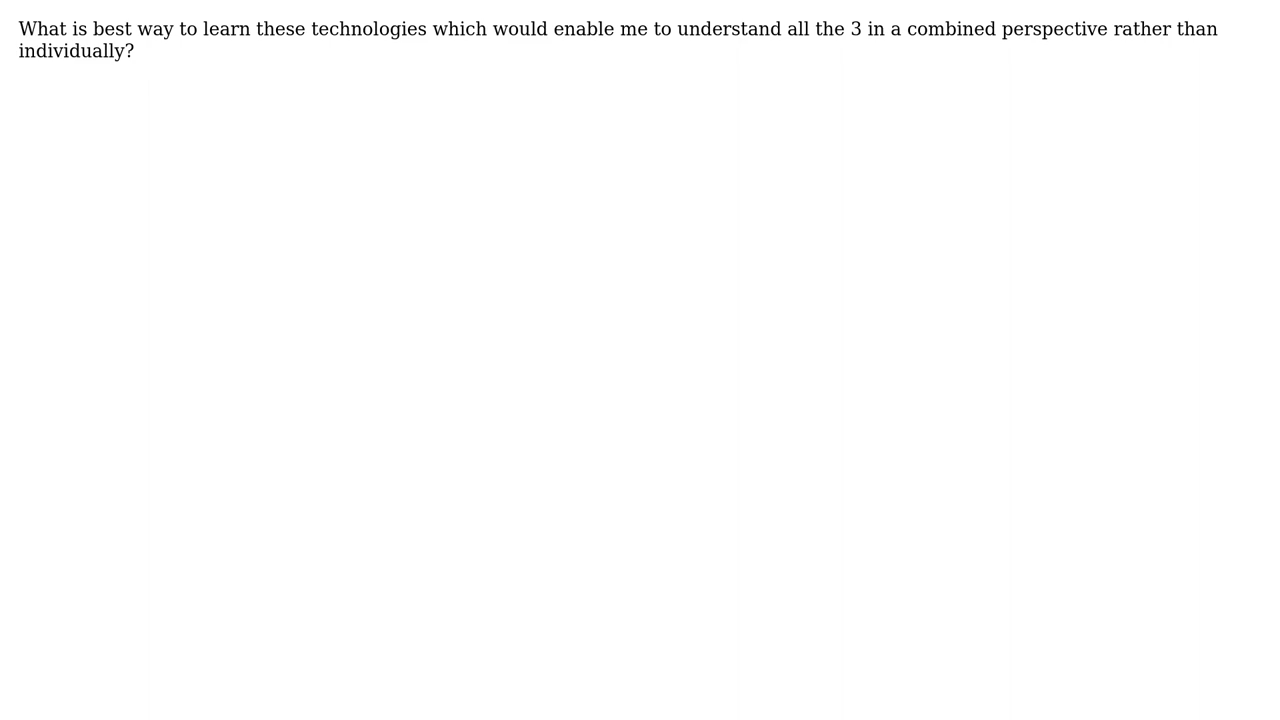 What is best way to learn these technologies which would enable me to understand all the 3 in a combined perspective rather than
individually?